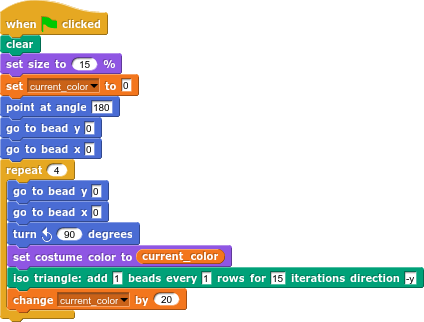 when clicked
clear
set size to 15 %
set current_color to 0
point at angle 180
go to bead y 0
go to bead x 0
repeat 4
go to bead y 0
go to bead x 0
turn 90 degrees
set costume color to current_color
iso triangle: add 1 beads every 1 rows for 15 iterations direction -y
change current_color by 20